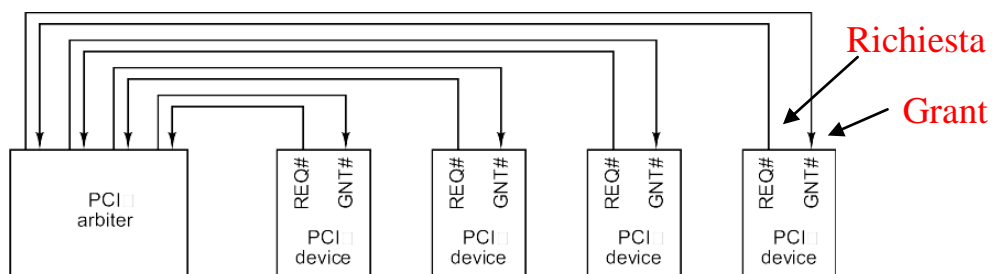 Richiesta
Grant
REQ#
GNT#
REQ#
GNT#
REQ#
GNT#
REQ#
GNT#
PCI
arbiter
PCI
device
PCI
device
PCI
device
PCI
device